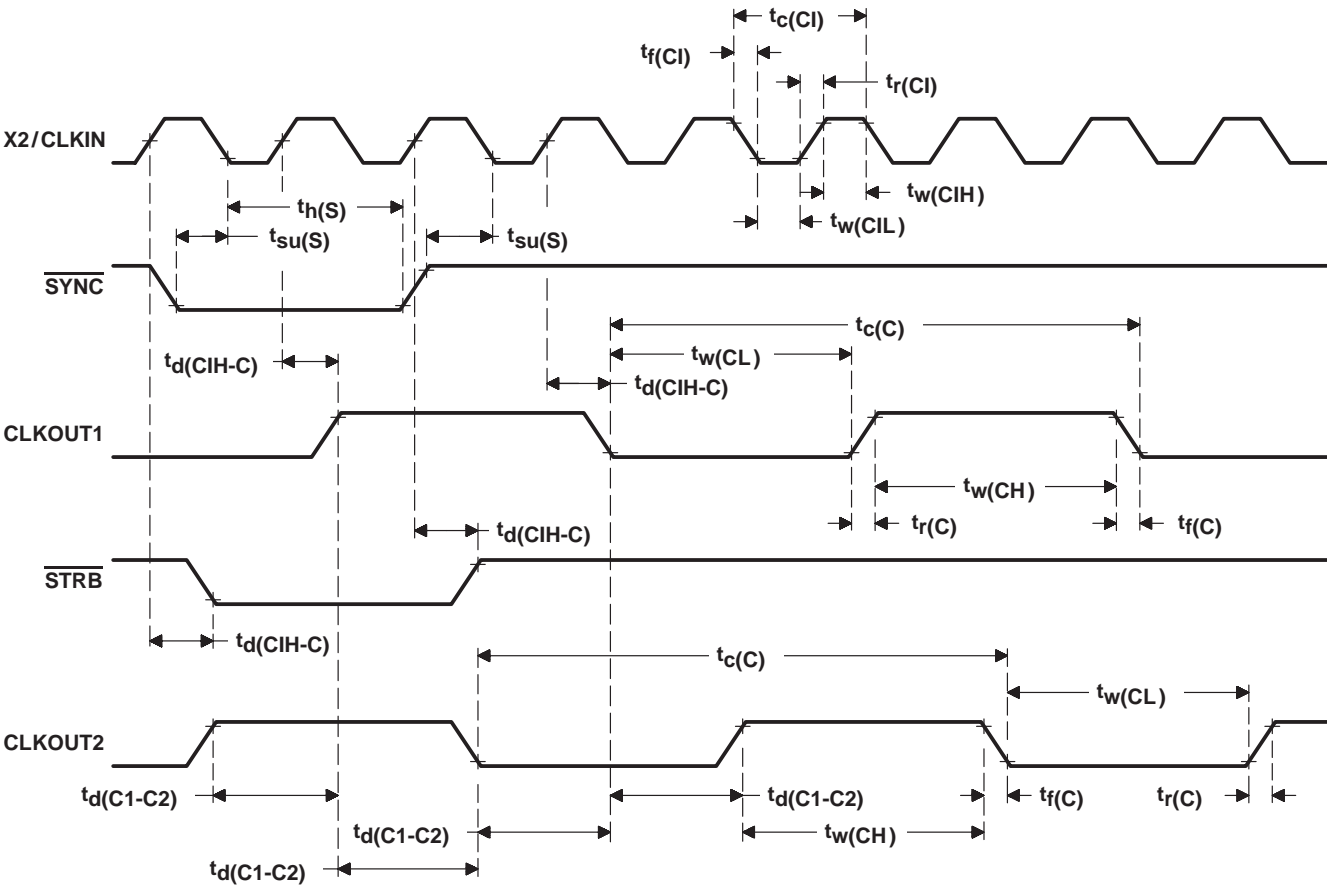 tc(CI)
tf(CI)
tr(CI)
X2/CLKIN
tw(CIH)
th(S)
tw(CIL)
tsu(S)
tsu(S)
SYNC
tc(C)
td(CIH-C)
tw(CL)
td(CIH-C)
CLKOUT1
tw(CH)
td(CIH-C)
tr(C)
tf(C)
STRB
td(CIH-C)
tc(C)
tw(CL)
CLKOUT2
td(C1-C2)
td(C1-C2)
tf(C)
tr(C)
td(C1-C2)
tw(CH)
td(C1-C2)